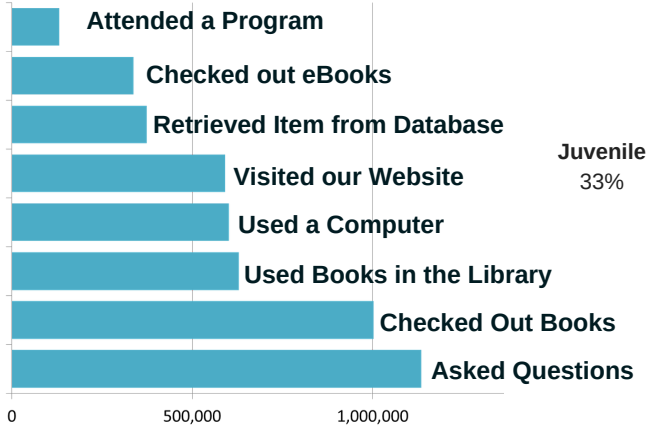 Attended a Program
Checked out eBooks
Retrieved Item from Database
Juvenile
33%
Visited our Website
Used a Computer
Used Books in the Library
Checked Out Books
Asked Questions
0 500,000 1,000,000